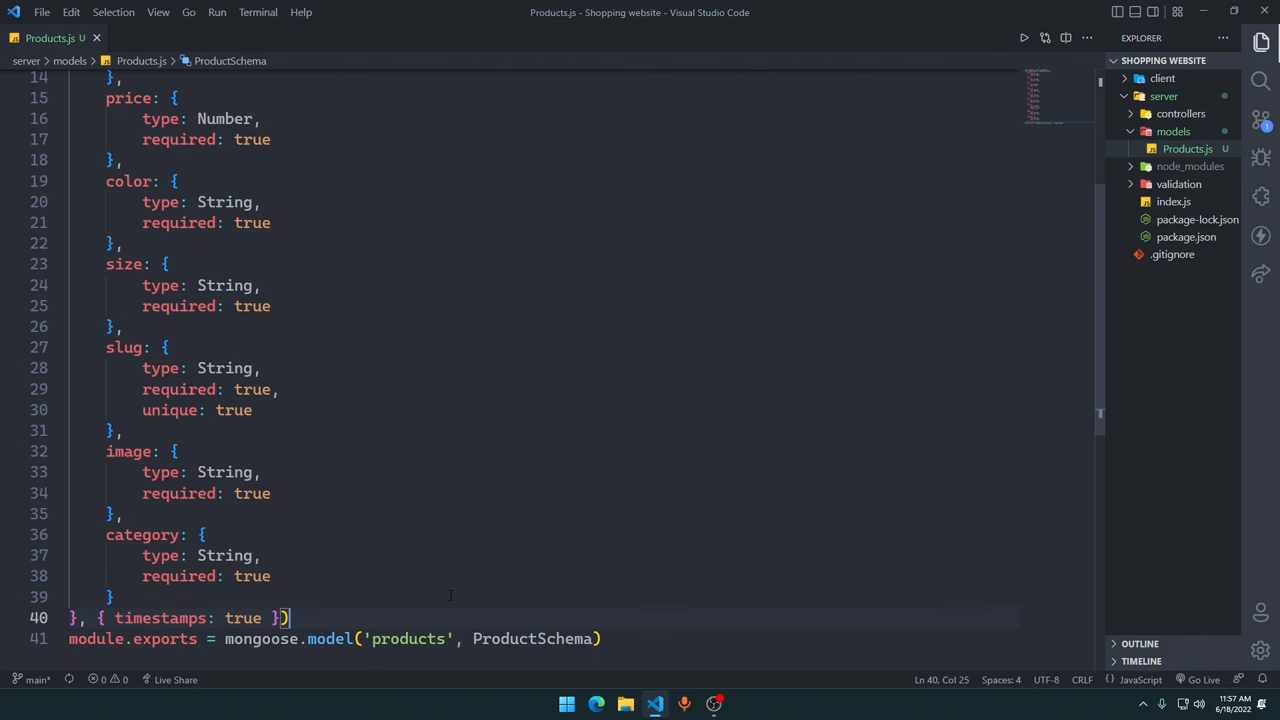 File Edit Selection View Go Run Terminal Help
Products.js - Shopping website - Visual Studio Code
JS Products.js U
server > models > JS Products.js > ProductSchema
14 },
15 price: {
16 type: Number,
17 required: true
18 },
19 color: {
20 type: String,
21 required: true
22 },
23 size: {
24 type: String,
25 required: true
26 },
27 slug: {
28 type: String,
29 required: true,
30 unique: true
31 },
32 image: {
33 type: String,
34 required: true
35 },
36 category: {
37 type: String,
38 required: true
39 }
40 }, { timestamps: true })
41 module.exports = mongoose.model('products', ProductSchema)
EXPLORER
SHOPPING WEBSITE
client
server
controllers
models
JS Products.js U
node_modules
validation
JS index.js
package-lock.json
package.json
.gitignore
OUTLINE
TIMELINE
1
main* 0 0 Live Share
Ln 40, Col 25 Spaces: 4 UTF-8 CRLF {} JavaScript Go Live
11:57 AM
6/18/2022